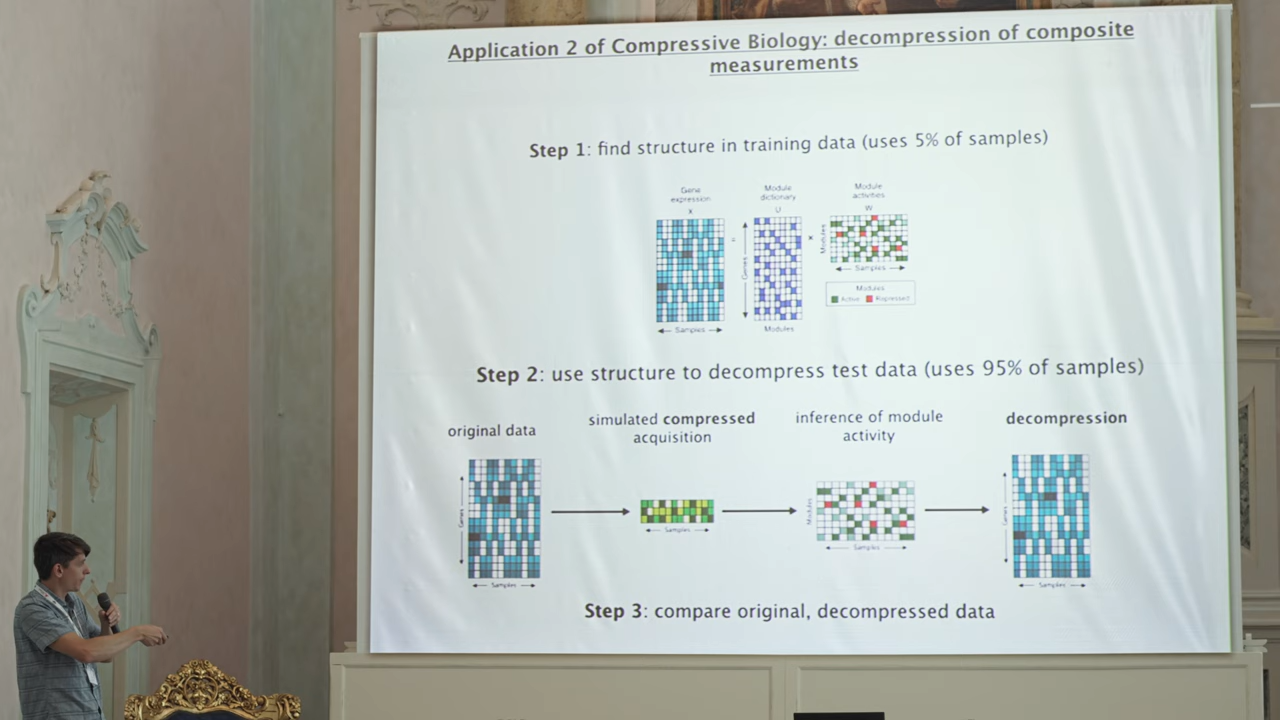 Application 2 of Compressive Biology: decompression of composite
measurements
Step 1: find structure in training data (uses 5% of samples)
Gene
expression
X
Module
dictionary
U
Module
activities
W
=
x
Genes
Modules
Samples
Modules
Active
Repressed
Samples
Modules
Step 2: use structure to decompress test data (uses 95% of samples)
original data
simulated compressed
acquisition
inference of module
activity
decompression
Genes
Samples
Samples
Modules
Samples
Genes
Samples
Step 3: compare original, decompressed data